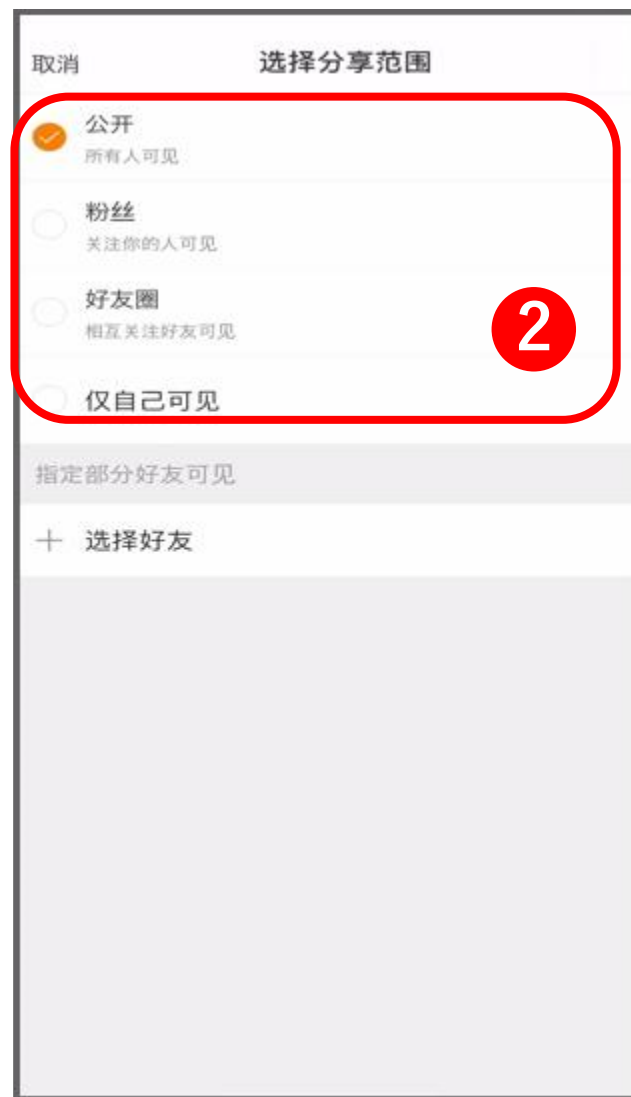 取消
选择分享范围
公开
所有人可见
粉丝
关注你的人可见
好友圈
相互关注好友可见
2
仅自己可见
指定部分好友可见
+ 选择好友